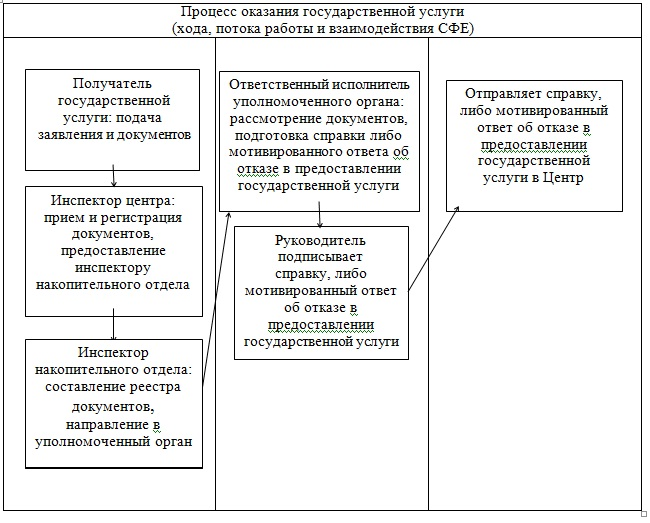 Процесс оказания государственной услуги
(хода, потока работы и взаимодействия СФЕ)
Получатель
государственной
услуги: подача
заявления и документов
Инспектор центра:
прием и регистрация
документов,
предоставление
инспектору
накопительного отдела
Инспектор
накопительного отдела:
составление реестра
документов,
направление в
уполномоченный орган
Ответственный исполнитель
уполномоченного органа:
рассмотрение документов,
подготовка справки либо
мотивированного ответа об
отказе в предоставлении
государственной услуги
Руководитель
подписывает
справку, либо
мотивированный ответ
об отказе в
предоставлении
государственной услуги
Отправляет справку,
либо мотивированный
ответ об отказе в
предоставлении
государственной
услуги в Центр